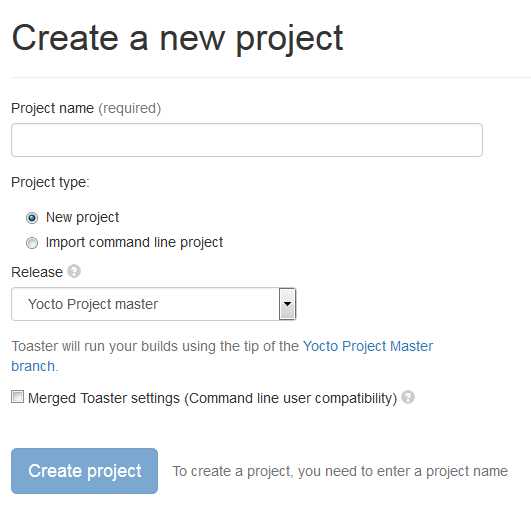 Create a new project
Project name (required)
Project type:
New project
Import command line project
Release ?
Yocto Project master
Toaster will run your builds using the tip of the Yocto Project Master
branch.
Merged Toaster settings (Command line user compatibility) ?
Create project To create a project, you need to enter a project name